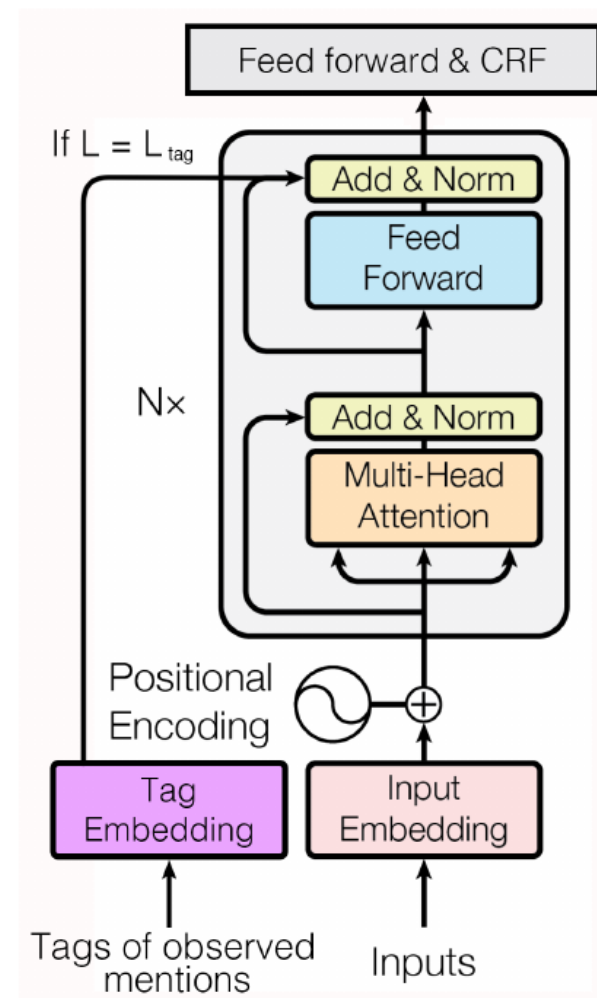 Feed forward & CRF
If L = L tag
Add & Norm
Feed
Forward
N×
Add & Norm
Multi-Head
Attention
Positional
Encoding
Tag
Embedding
Input
Embedding
Tags of observed
mentions
Inputs